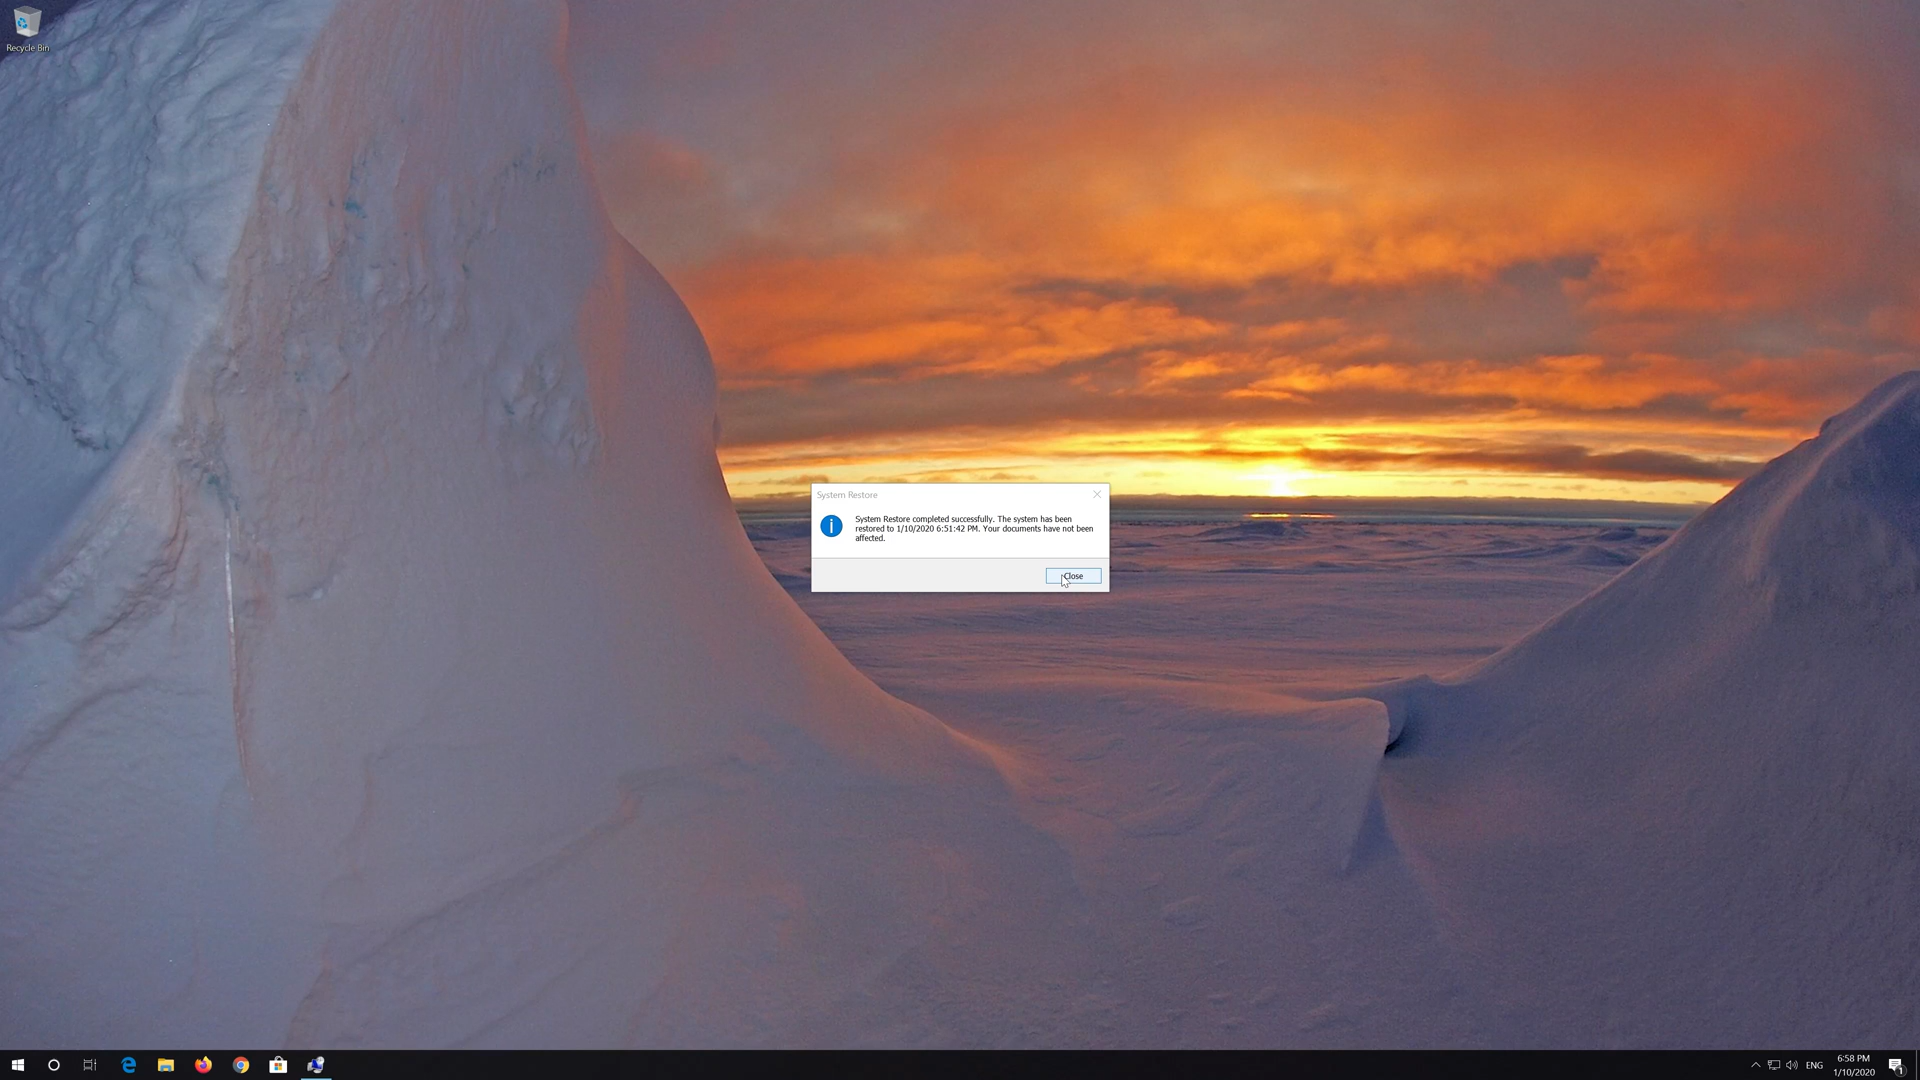 Recycle Bin
System Restore
System Restore completed successfully. The system has been
restored to 1/10/2020 6:51:42 PM. Your documents have not been
affected.
Close
ENG
6:58 PM
1/10/2020
1